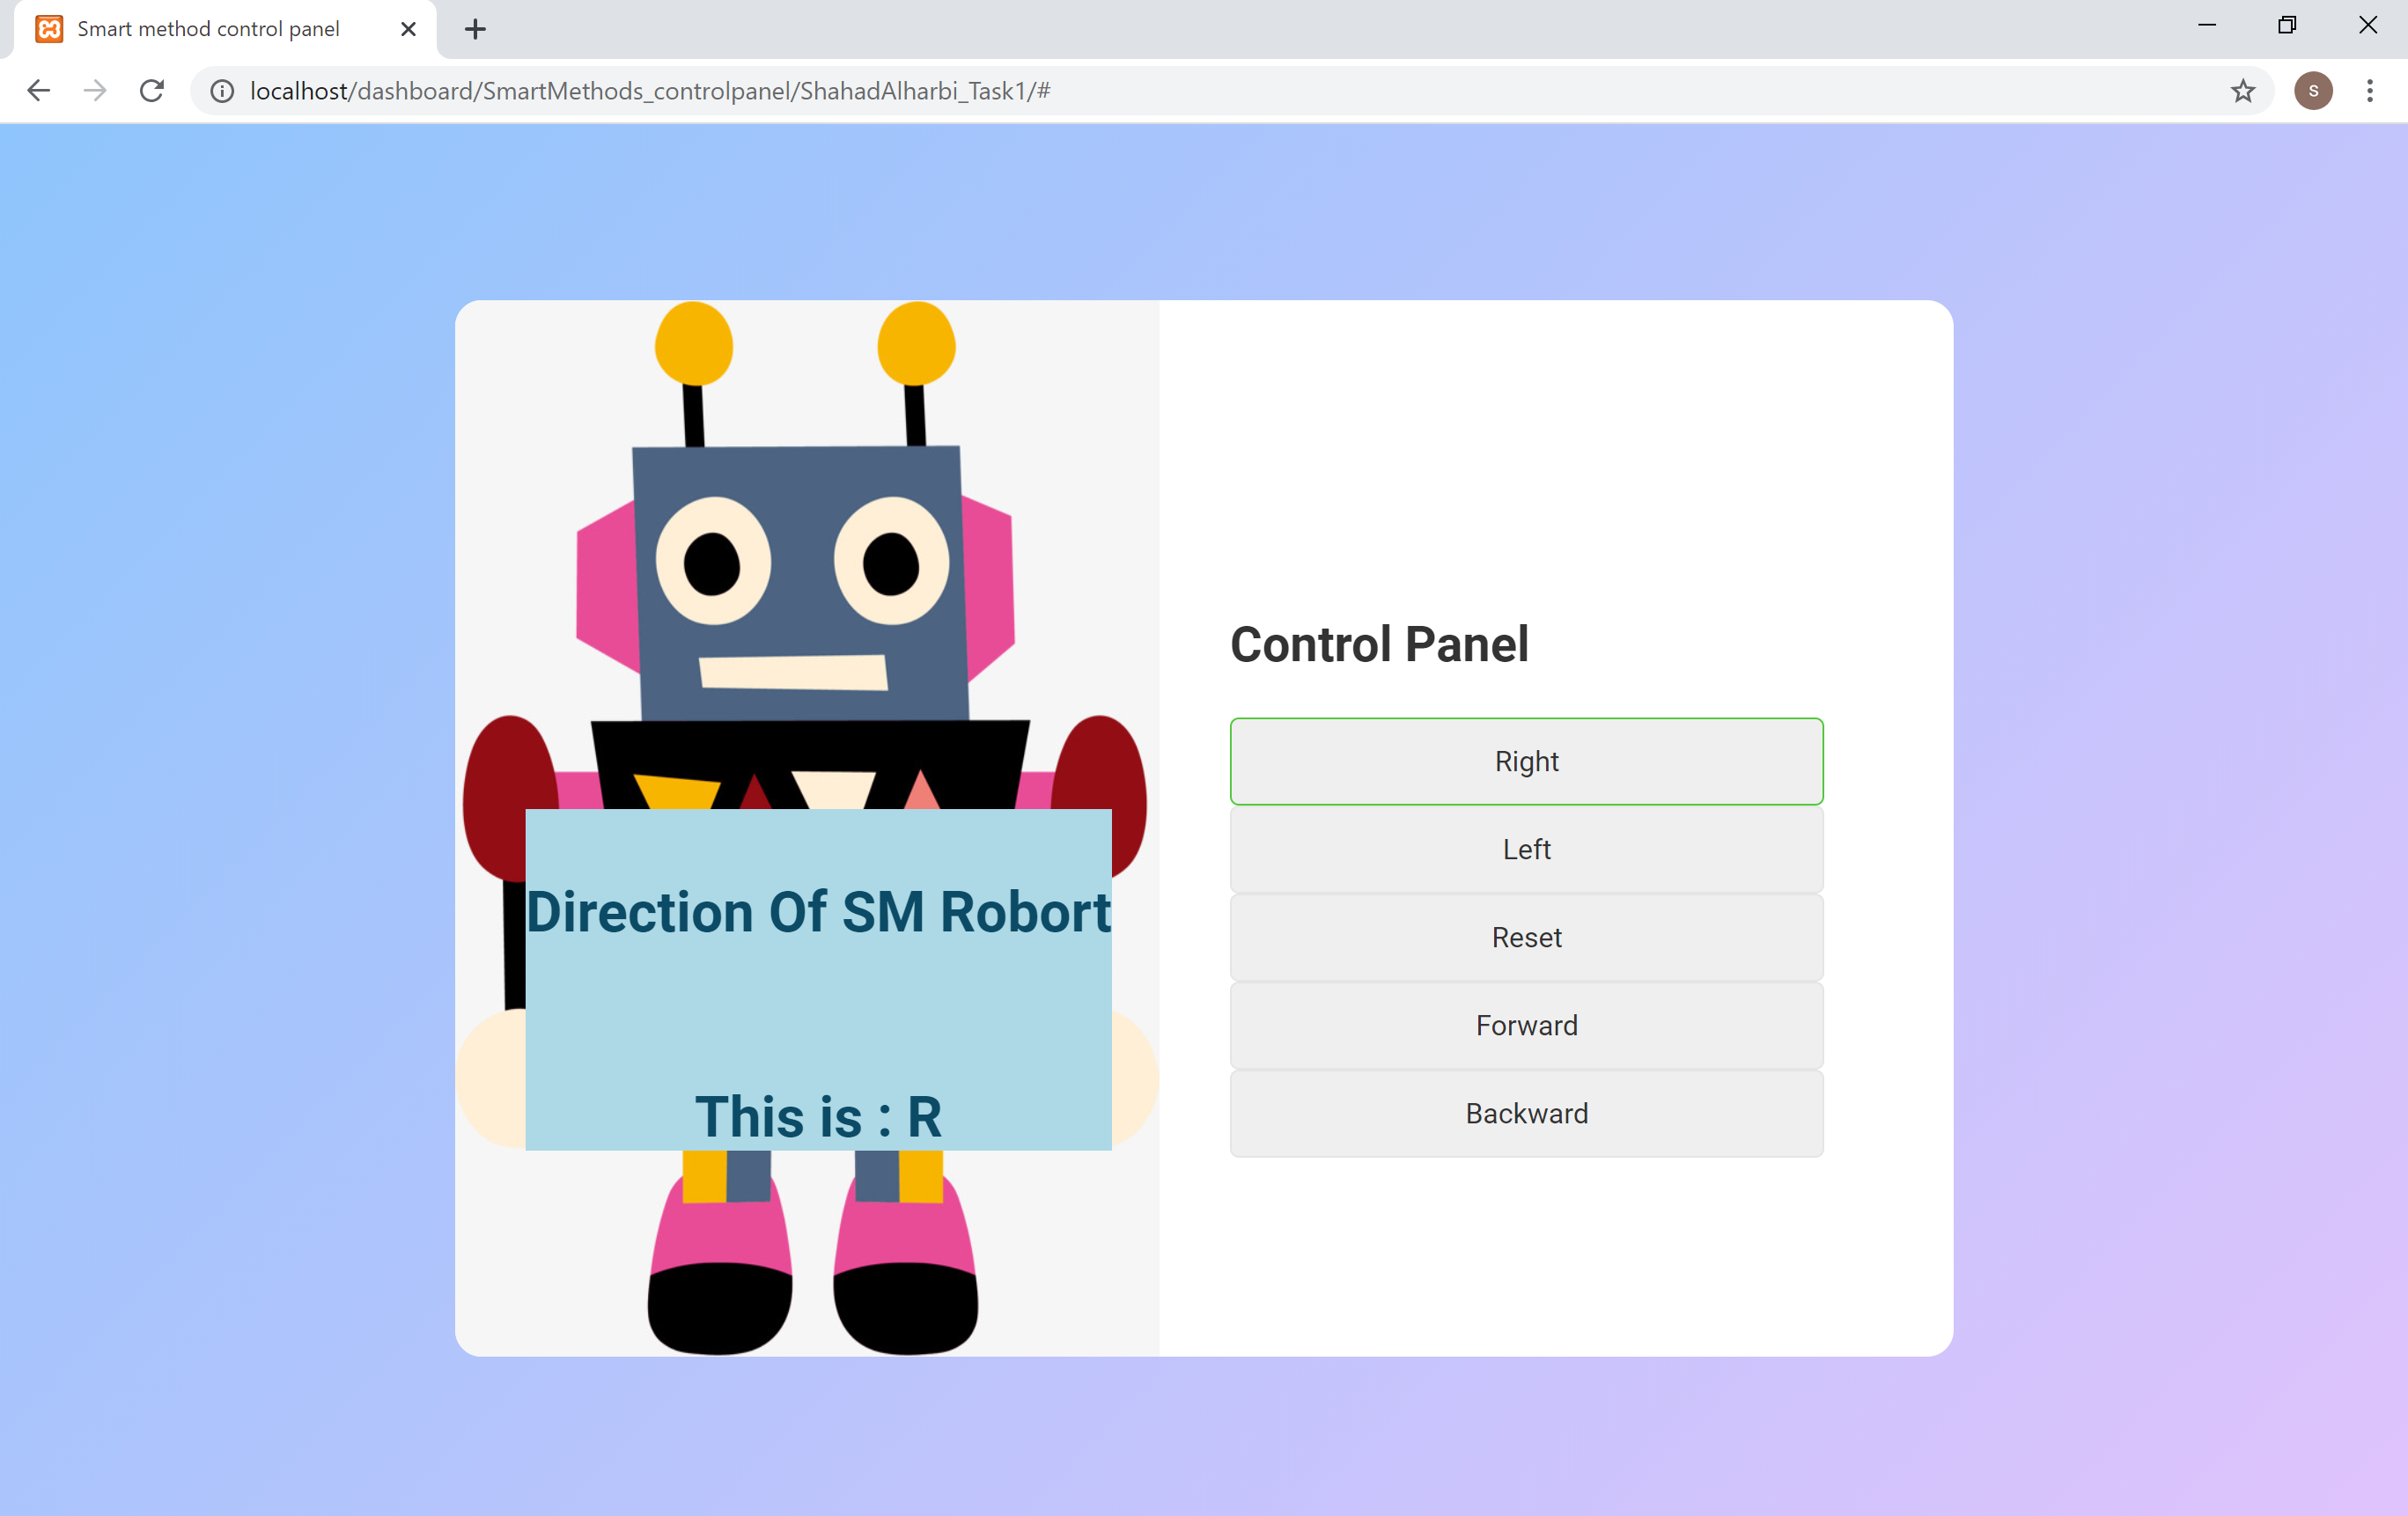 Smart method control panel
localhost/dashboard/SmartMethods_controlpanel/ShahadAlharbi_Task1/#
S
Control Panel
Right
Left
Reset
Forward
Backward
Direction Of SM Robort
This is : R